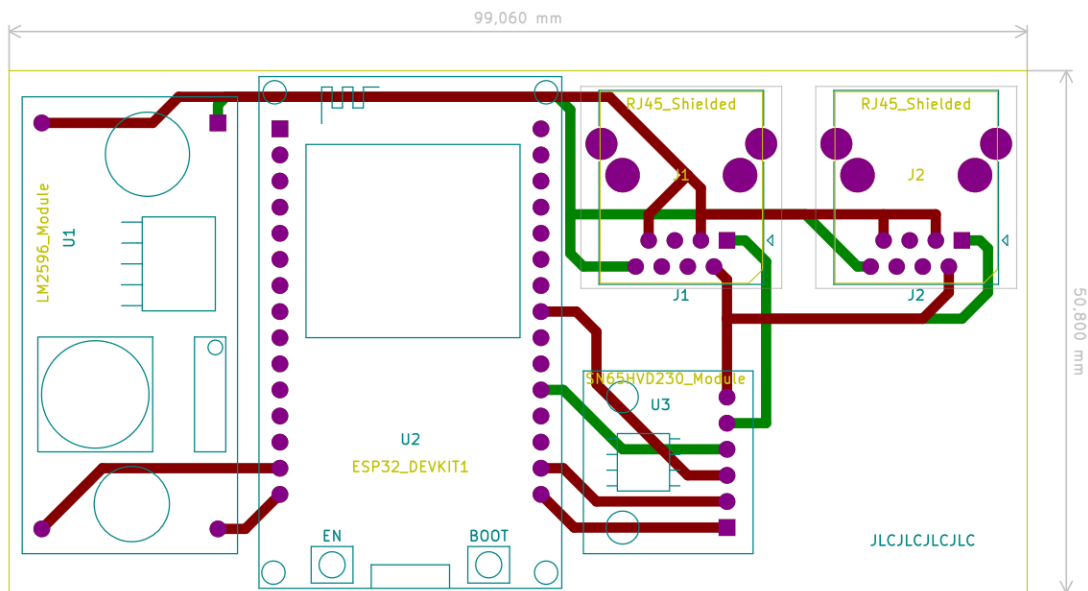 99,060 mm
RJ45_Shielded
RJ45_Shielded
J1
J2
LM2596_Module
U1
J1
J2
50,800 mm
SN65HVD230_Module
U3
U2
ESP32_DEVKIT1
EN
BOOT
JLCJLCJLCJLC